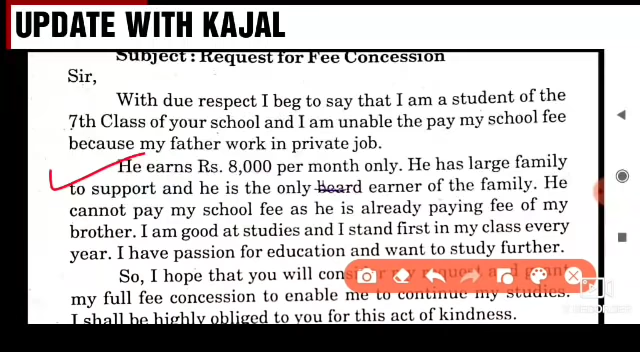 UPDATE WITH KAJAL
Subject : Request for Fee Concession
Sir,
With due respect I beg to say that I am a student of the
7th Class of your school and I am unable the pay my school fee
because my father work in private job.
He earns Rs. 8,000 per month only. He has large family
to support and he is the only beard earner of the family. He
cannot pay my school fee as he is already paying fee of my
brother. I am good at studies and I stand first in my class every
year. I have passion for education and want to study further.
So, I hope that you will consider my request and grant
my full fee concession to enable me to continue my studies.
I shall be highly obliged to you for this act of kindness.